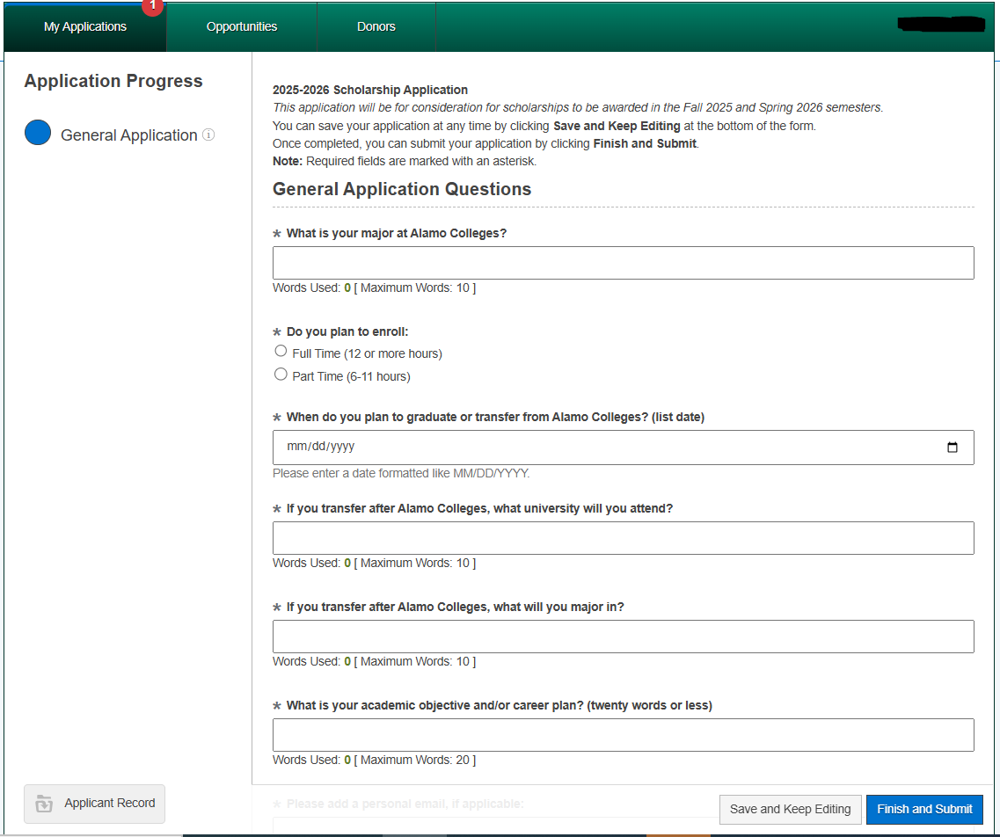 My Applications
1
Opportunities
Donors
Application Progress
General Application
2025-2026 Scholarship Application
This application will be for consideration for scholarships to be awarded in the Fall 2025 and Spring 2026 semesters.
You can save your application at any time by clicking Save and Keep Editing at the bottom of the form.
Once completed, you can submit your application by clicking Finish and Submit.
Note: Required fields are marked with an asterisk.
General Application Questions
* What is your major at Alamo Colleges?
Words Used: 0 [ Maximum Words: 10 ]
* Do you plan to enroll:
Full Time (12 or more hours)
Part Time (6-11 hours)
* When do you plan to graduate or transfer from Alamo Colleges? (list date)
mm/dd/yyyy
Please enter a date formatted like MM/DD/YYYY.
* If you transfer after Alamo Colleges, what university will you attend?
Words Used: 0 [ Maximum Words: 10 ]
* If you transfer after Alamo Colleges, what will you major in?
Words Used: 0 [ Maximum Words: 10 ]
* What is your academic objective and/or career plan? (twenty words or less)
Words Used: 0 [ Maximum Words: 20 ]
* Please add a personal email, if applicable:
Applicant Record
Save and Keep Editing
Finish and Submit